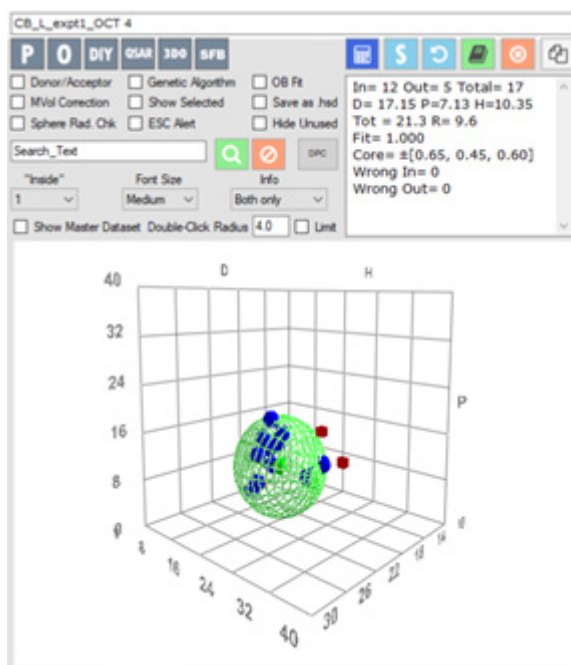 CB_L_expt1_OCT 4
P O DIY QSAR 3DO SFB S
Donor/Acceptor Genetic Algorithm OB Fit
MVol Correction Show Selected Save as .hsd
Sphere Rad. Chk ESC Alert Hide Unused
Search_Text DPC
"Inside" Font Size Info
1 Medium Both only
Show Master Dataset Double-Click Radius 4.0 Limit
In= 12 Out= 5 Total= 17
D= 17.15 P=7.13 H=10.35
Tot = 21.3 R= 9.6
Fit= 1.000
Core= ±[0.65, 0.45, 0.60]
Wrong In= 0
Wrong Out= 0
D H
40
32
24
16
8
P
8 16 24 32 40
30 26 22 18 14